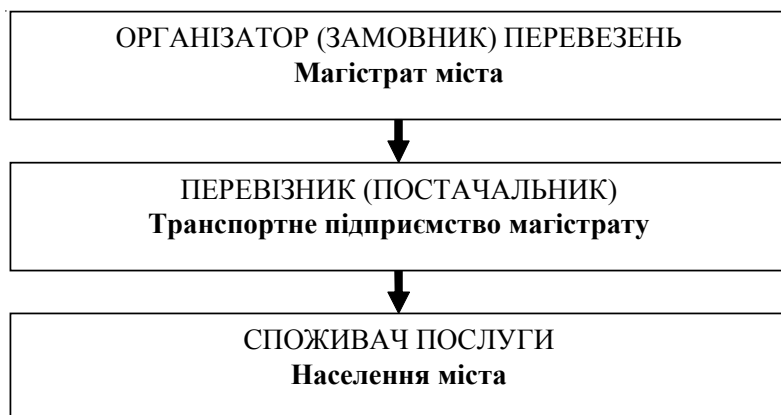 ОРГАНІЗАТОР (ЗАМОВНИК) ПЕРЕВЕЗЕНЬ
Магістрат міста
ПЕРЕВІЗНИК (ПОСТАЧАЛЬНИК)
Транспортне підприємство магістрату
СПОЖИВАЧ ПОСЛУГИ
Населення міста